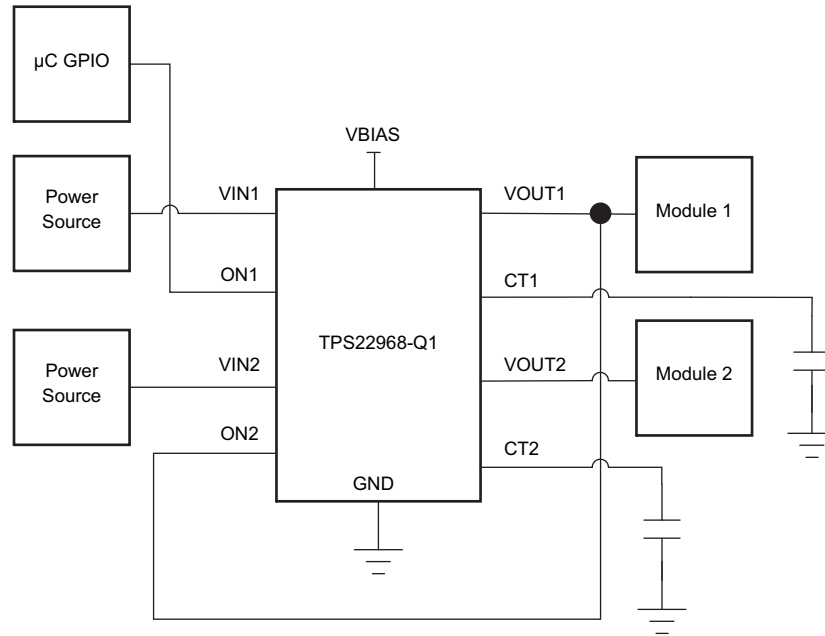 µC GPIO
VBIAS
Power
Source
VIN1
VOUT1
Module 1
ON1
CT1
TPS22968-Q1
Power
Source
VIN2
VOUT2
Module 2
ON2
CT2
GND